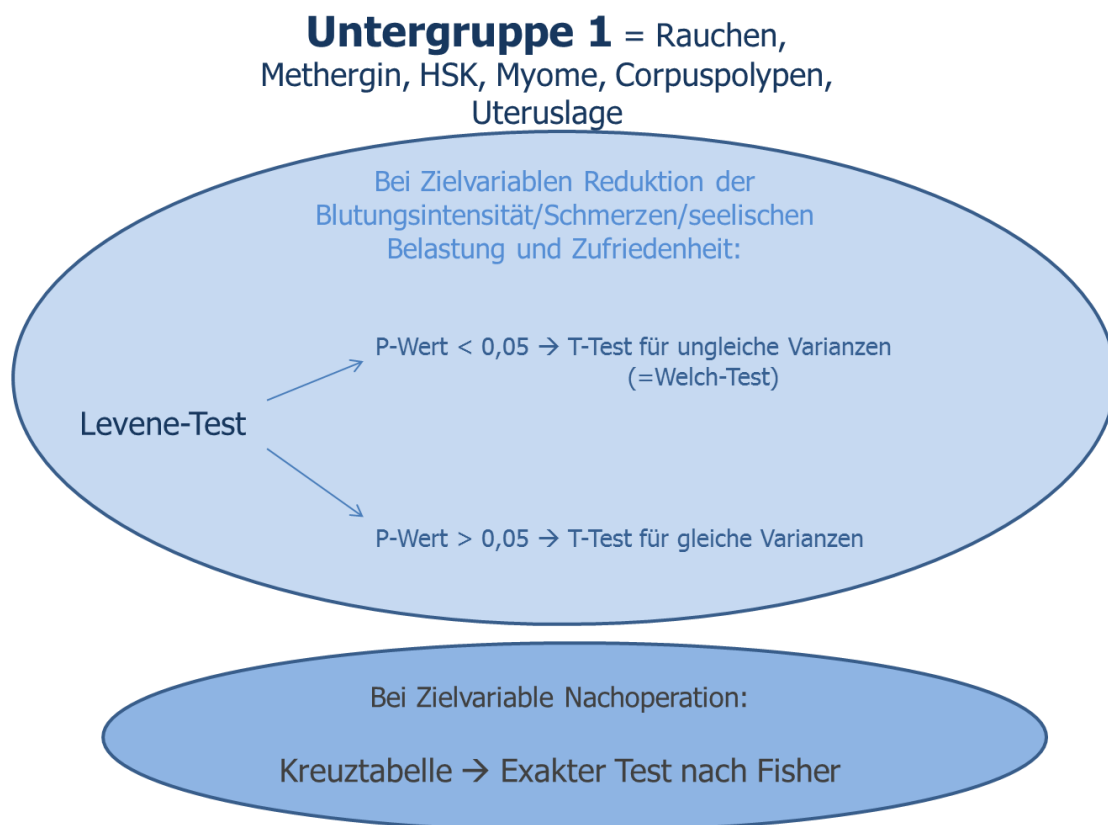 Untergruppe 1 = Rauchen,
Methergin, HSK, Myome, Corpuspolypen,
Uteruslage
Bei Zielvariablen Reduktion der
Blutungsintensität/Schmerzen/seelischen
Belastung und Zufriedenheit:
P-Wert < 0,05 → T-Test für ungleiche Varianzen
(=Welch-Test)
Levene-Test
P-Wert > 0,05 → T-Test für gleiche Varianzen
Bei Zielvariable Nachoperation:
Kreuztabelle → Exakter Test nach Fisher